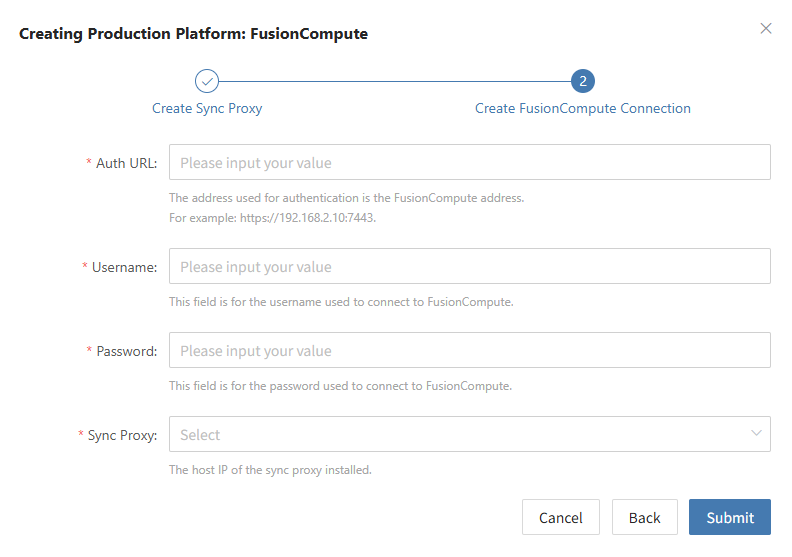 Creating Production Platform: FusionCompute
2
Create Sync Proxy
Create FusionCompute Connection
* Auth URL:
Please input your value
The address used for authentication is the FusionCompute address.
For example: https://192.168.2.10:7443.
* Username:
Please input your value
This field is for the username used to connect to FusionCompute.
* Password:
Please input your value
This field is for the password used to connect to FusionCompute.
* Sync Proxy:
Select
The host IP of the sync proxy installed.
Cancel
Back
Submit